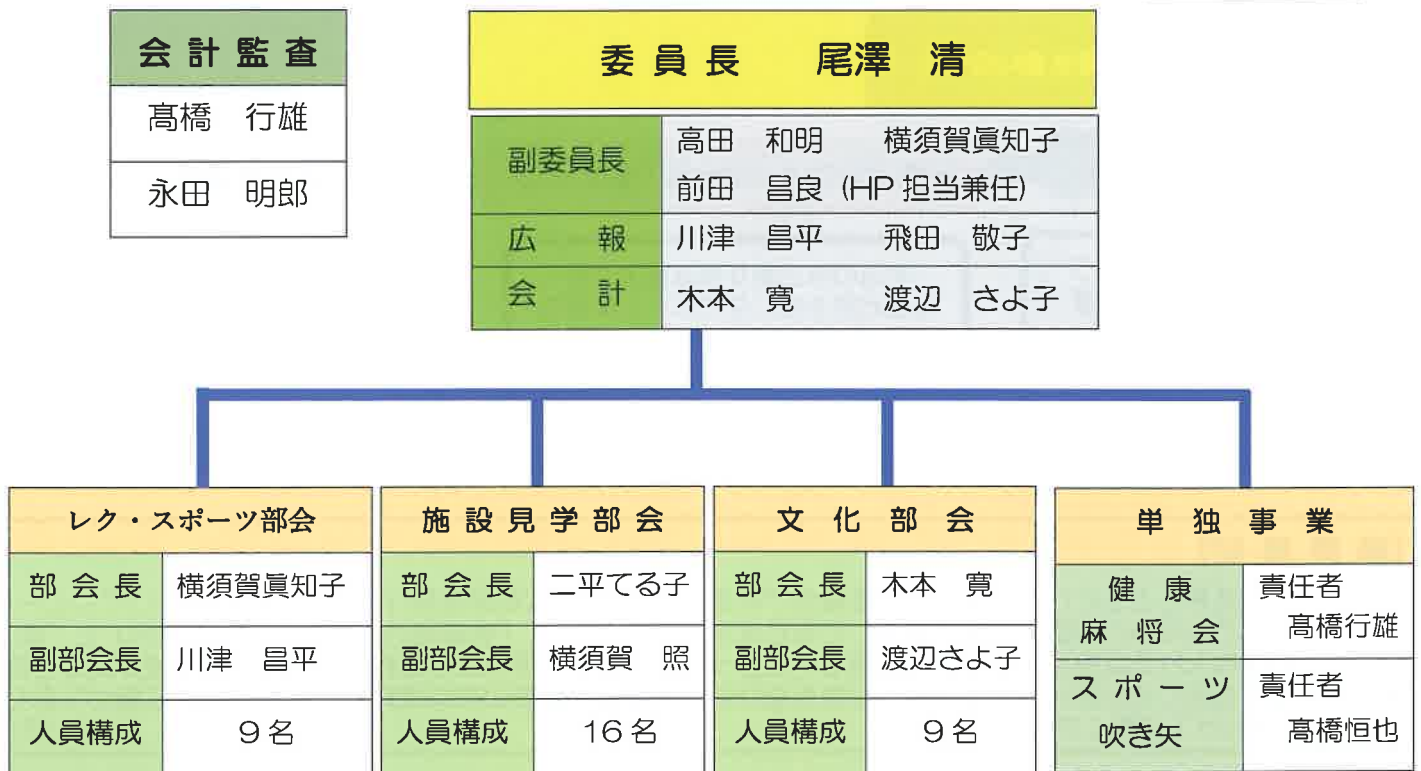 会計監査
髙橋　行雄
永田　明郎
委員長　尾澤　清
副委員長
高田　和明　横須賀眞知子
前田　昌良（HP担当兼任）
広報
川津　昌平　飛田　敬子
会計
木本　寛　渡辺　さよ子
レク・スポーツ部会
部会長
横須賀眞知子
副部会長
川津　昌平
人員構成
9名
施設見学部会
部会長
二平てる子
副部会長
横須賀　照
人員構成
16名
文化部会
部会長
木本　寛
副部会長
渡辺さよ子
人員構成
9名
単独事業
健康
麻将会
責任者
髙橋行雄
スポーツ
吹き矢
責任者
髙橋恒也